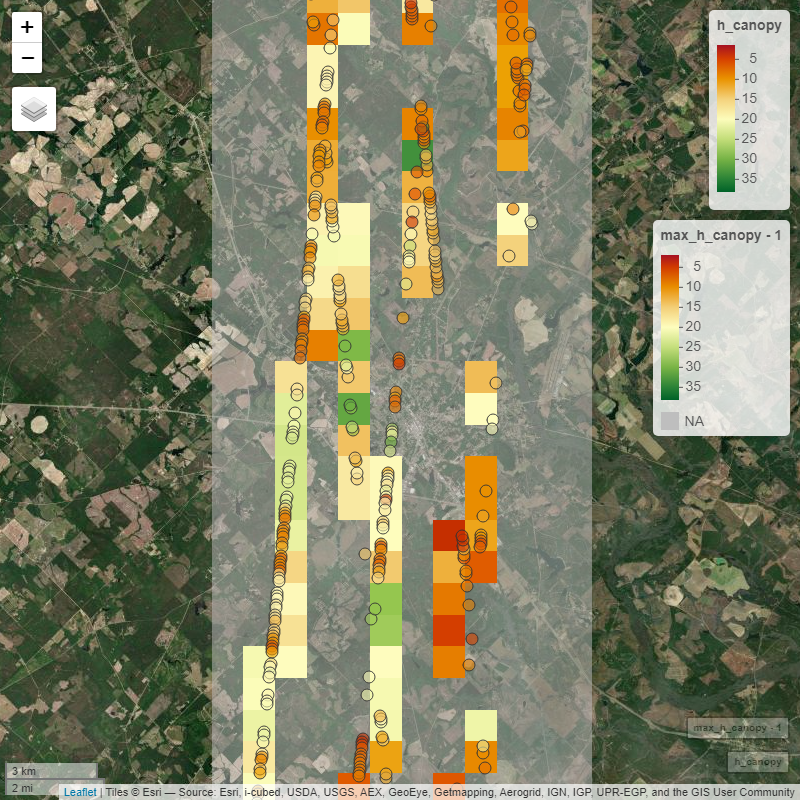 +
−
h_canopy
5
10
15
20
25
30
35
max_h_canopy - 1
5
10
15
20
25
30
35
NA
max_h_canopy - 1
h_canopy
3 km
2 mi
Leaflet | Tiles © Esri — Source: Esri, i-cubed, USDA, USGS, AEX, GeoEye, Getmapping, Aerogrid, IGN, IGP, UPR-EGP, and the GIS User Community